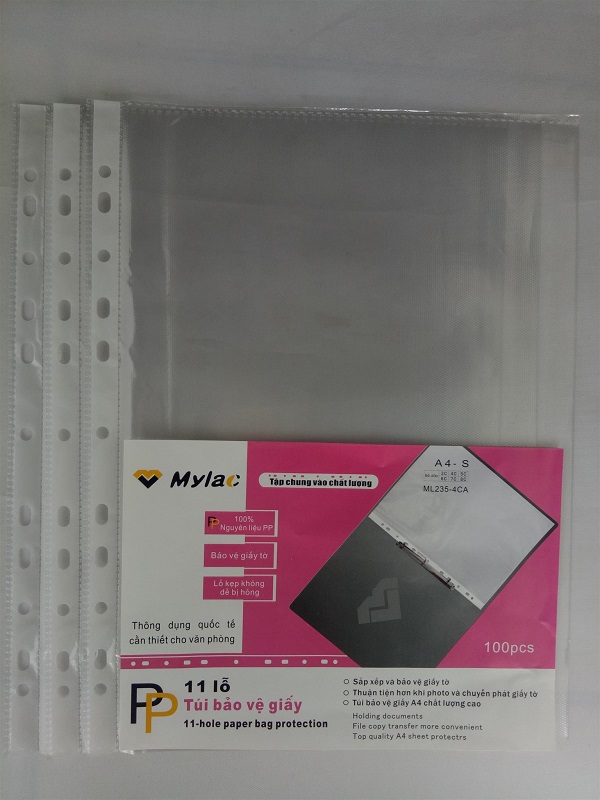 Mylac
Tập chung vào chất lượng
A4- S
ML235-4CA
PP
100%
Nguyên liệu PP
Bảo vệ giấy tờ
Lỗ kẹp không
dễ bị hỏng
Thông dụng quốc tế
cần thiết cho văn phòng
100pcs
PP
11 lỗ
Túi bảo vệ giấy
11-hole paper bag protection
Sắp xếp và bảo vệ giấy tờ
Thuận tiện hơn khi photo và chuyển phát giấy tờ
Túi bảo vệ giấy A4 chất lượng cao
Holding documents
File copy transfer more convenient
Top quality A4 sheet protectrs